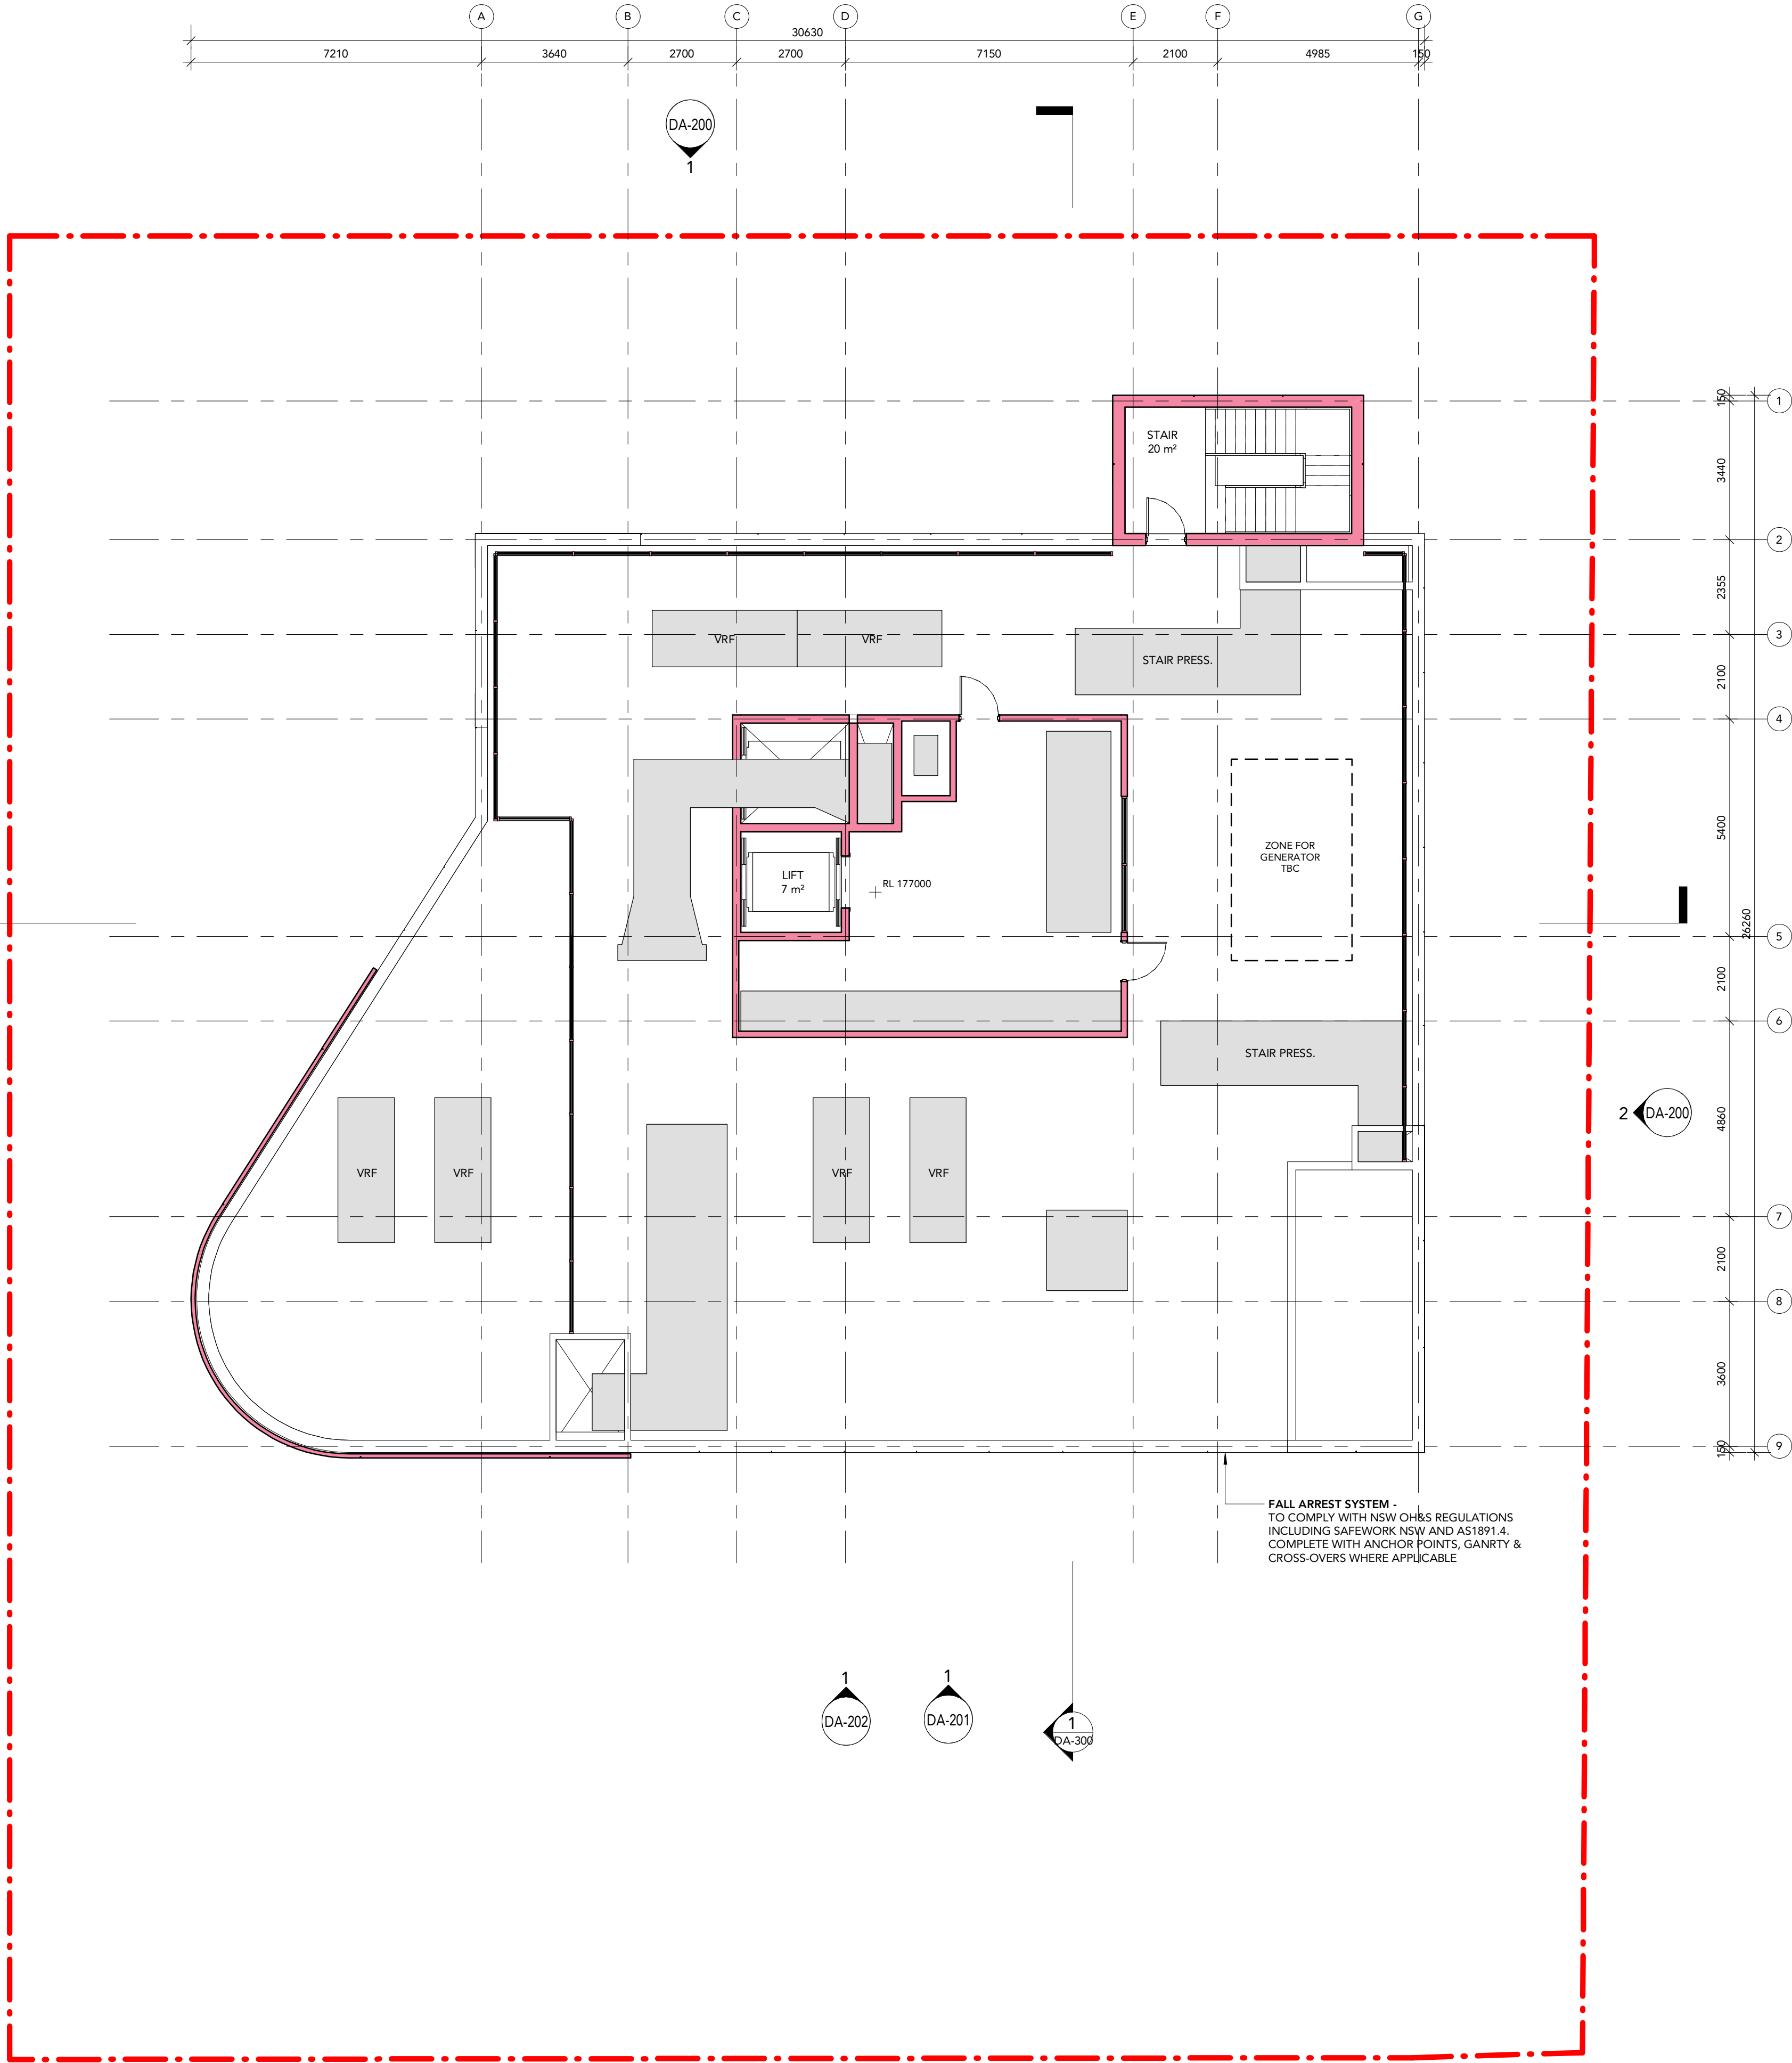 A B C D E F G
30630
7210 3640 2700 2700 7150 2100 4985 150
DA-200
1
1
150
STAIR
20 m²
3440
2
2355
VRF VRF
3
STAIR PRESS.
2100
4
5400
ZONE FOR
GENERATOR
TBC
LIFT
7 m²
RL 177000
26260
5
2100
6
STAIR PRESS.
4860
2 DA-200
VRF VRF VRF VRF
7
2100
8
3600
9
150
FALL ARREST SYSTEM -
TO COMPLY WITH NSW OH&S REGULATIONS
INCLUDING SAFEWORK NSW AND AS1891.4.
COMPLETE WITH ANCHOR POINTS, GANRTY &
CROSS-OVERS WHERE APPLICABLE
1
DA-202
1
DA-201
1
DA-300